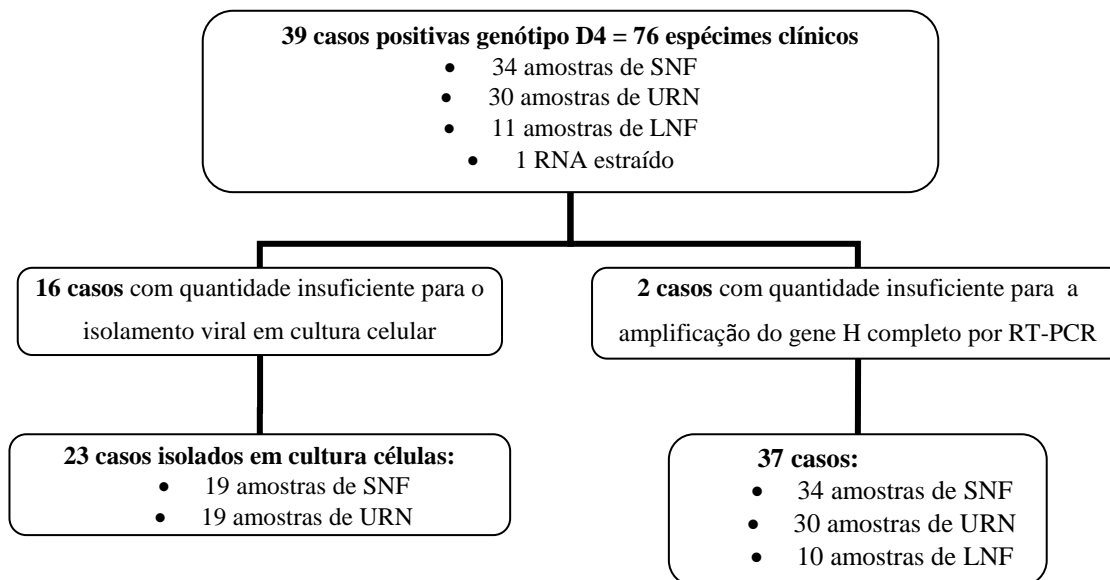 39 casos positivas genótipo D4 = 76 espécimes clínicos
• 34 amostras de SNF
• 30 amostras de URN
• 11 amostras de LNF
• 1 RNA estraído
16 casos com quantidade insuficiente para o
isolamento viral em cultura celular
2 casos com quantidade insuficiente para a
amplificação do gene H completo por RT-PCR
23 casos isolados em cultura células:
• 19 amostras de SNF
• 19 amostras de URN
37 casos:
• 34 amostras de SNF
• 30 amostras de URN
• 10 amostras de LNF